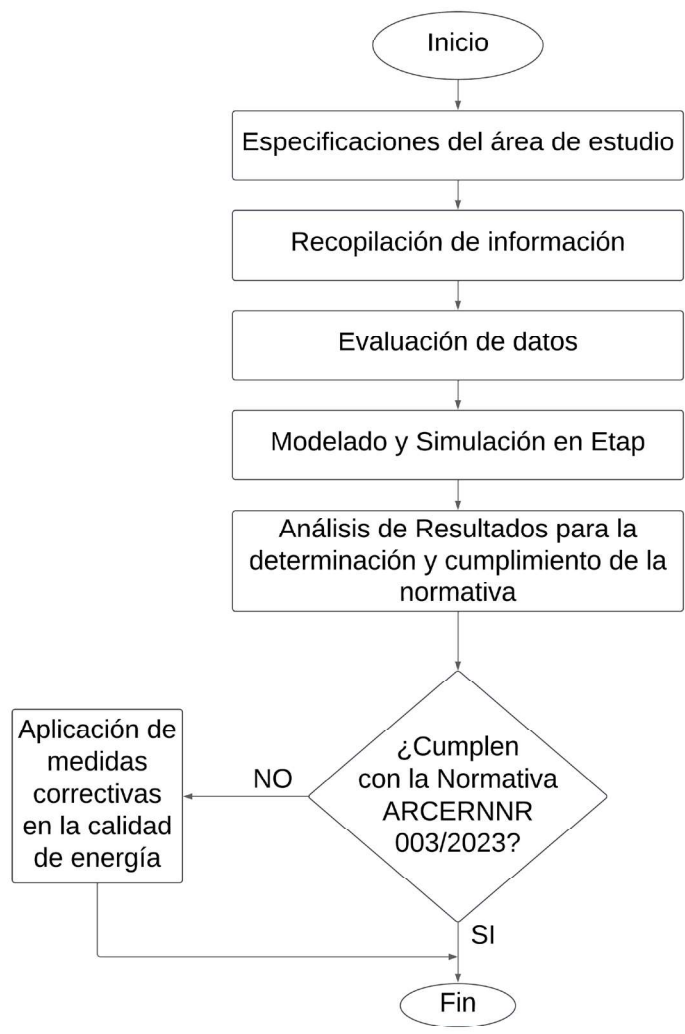 Inicio
Especificaciones del área de estudio
Recopilación de información
Evaluación de datos
Modelado y Simulación en Etap
Análisis de Resultados para la
determinación y cumplimiento de la
normativa
¿Cumplen
con la Normativa
ARCERNNR
003/2023?
NO
Aplicación de
medidas
correctivas
en la calidad
de energía
SI
Fin